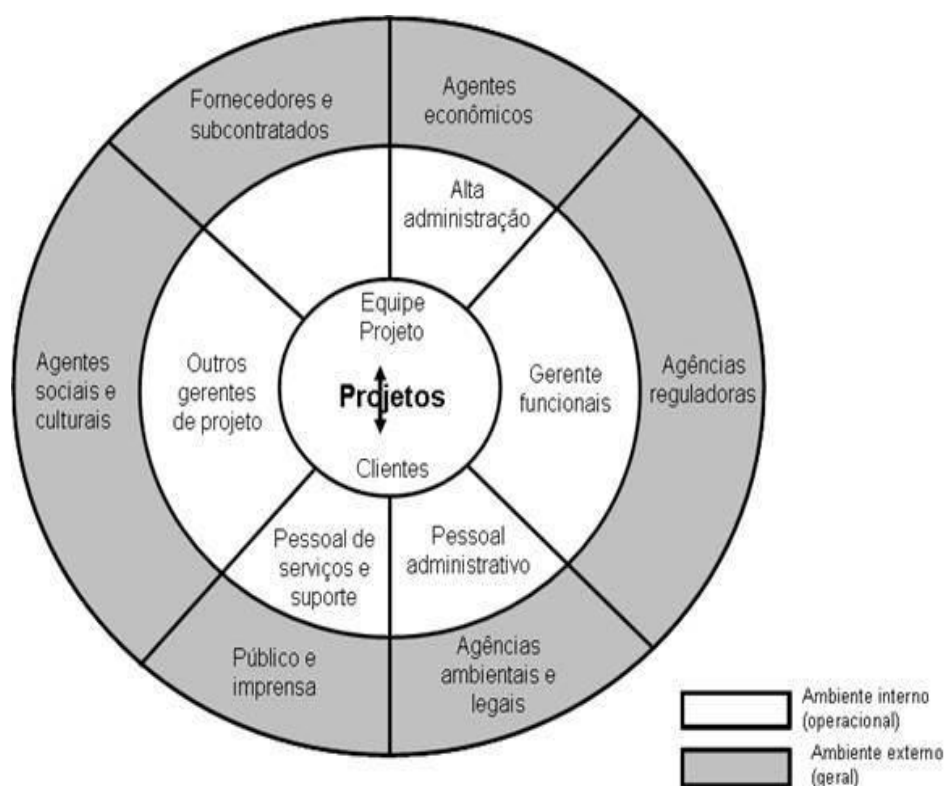 Fornecedores e
subcontratados
Agentes
econômicos
Alta
administração
Equipe
Projeto
Agentes
sociais e
culturais
Outros
gerentes
de projeto
Projetos
Gerente
funcionais
Agências
reguladoras
Clientes
Pessoal de
serviços e
suporte
Pessoal
administrativo
Público e
imprensa
Agências
ambientais e
legais
Ambiente interno
(operacional)
Ambiente externo
(geral)